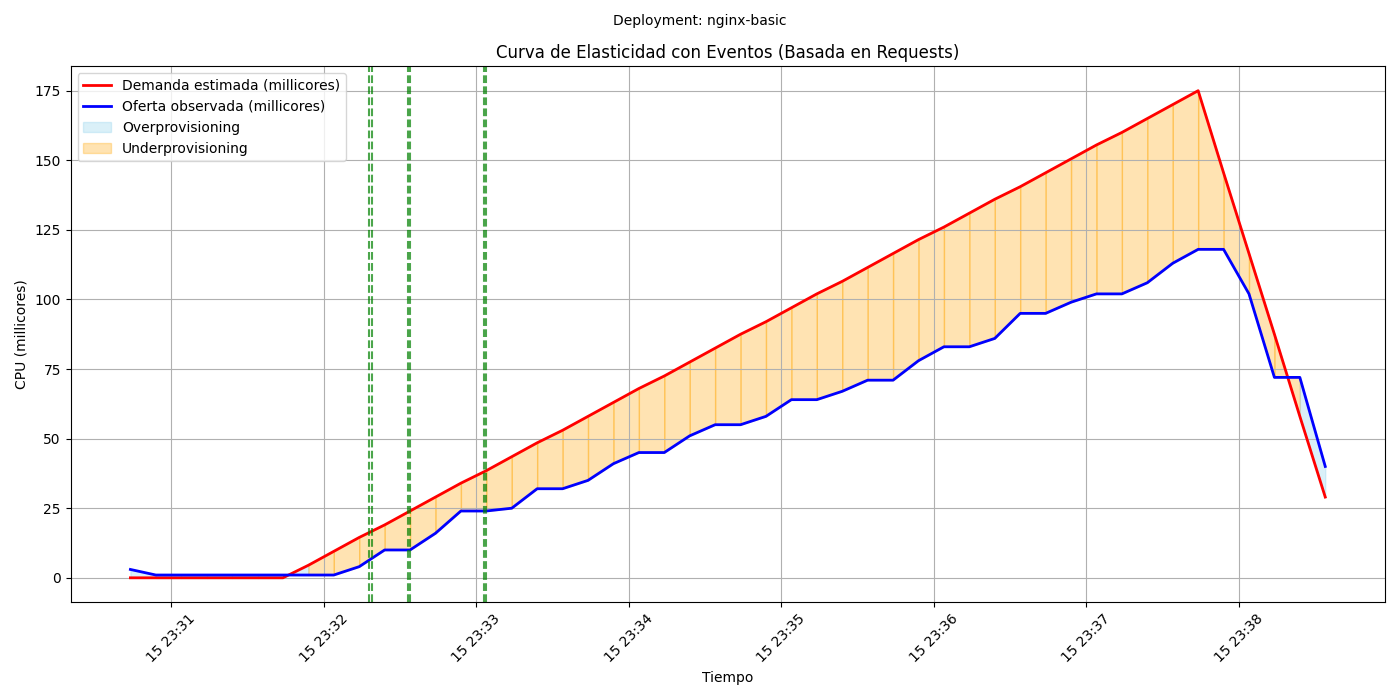 Deployment: nginx-basic
Curva de Elasticidad con Eventos (Basada en Requests)
Demanda estimada (millicores)
Oferta observada (millicores)
Overprovisioning
Underprovisioning
CPU (millicores)
175
150
125
100
75
50
25
0
15 23:31
15 23:32
15 23:33
15 23:34
15 23:35
15 23:36
15 23:37
15 23:38
Tiempo